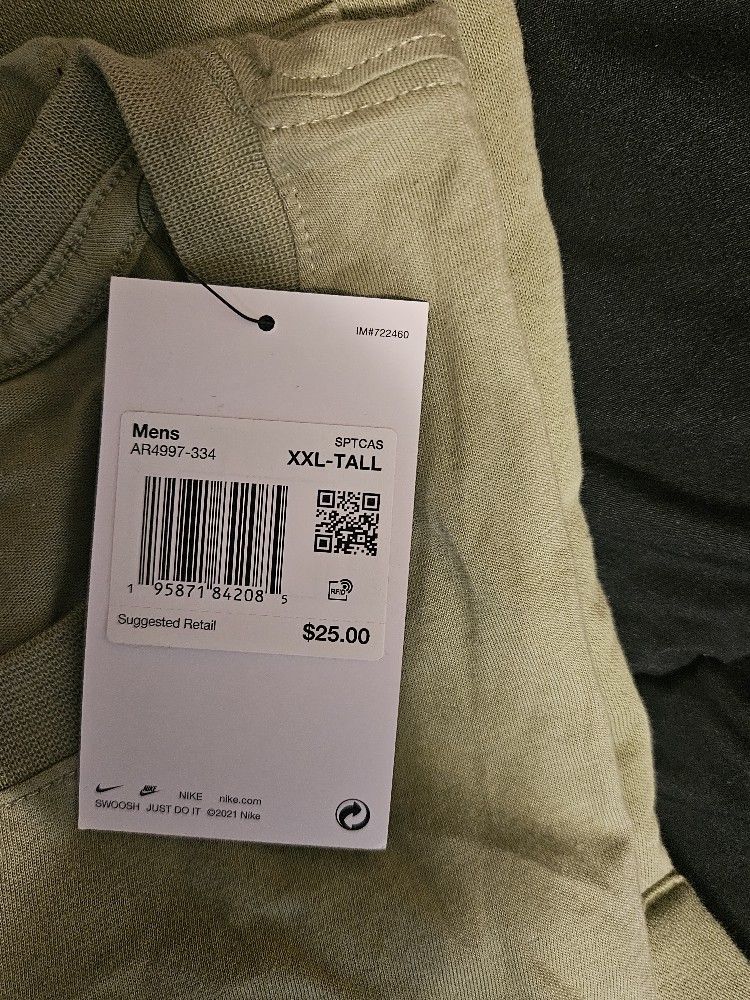 IM#722460
Mens
SPTCAS
AR4997-334
XXL-TALL
1 95871 84208 5
RFID
Suggested Retail
$25.00
NIKE
NIKE nike.com
SWOOSH JUST DO IT ©2021 Nike